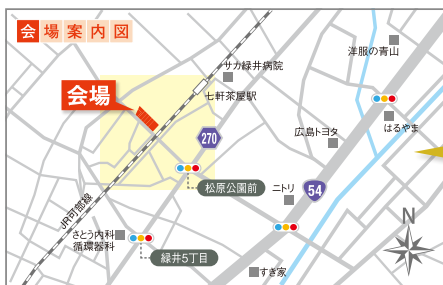 会場案内図
洋服の青山
サカ緑井病院
七軒茶屋駅
会場
はるやま
270
広島トヨタ
松原公園前
ニトリ
54
JR可部線
さとう内科
循環器科
緑井5丁目
すき家
N